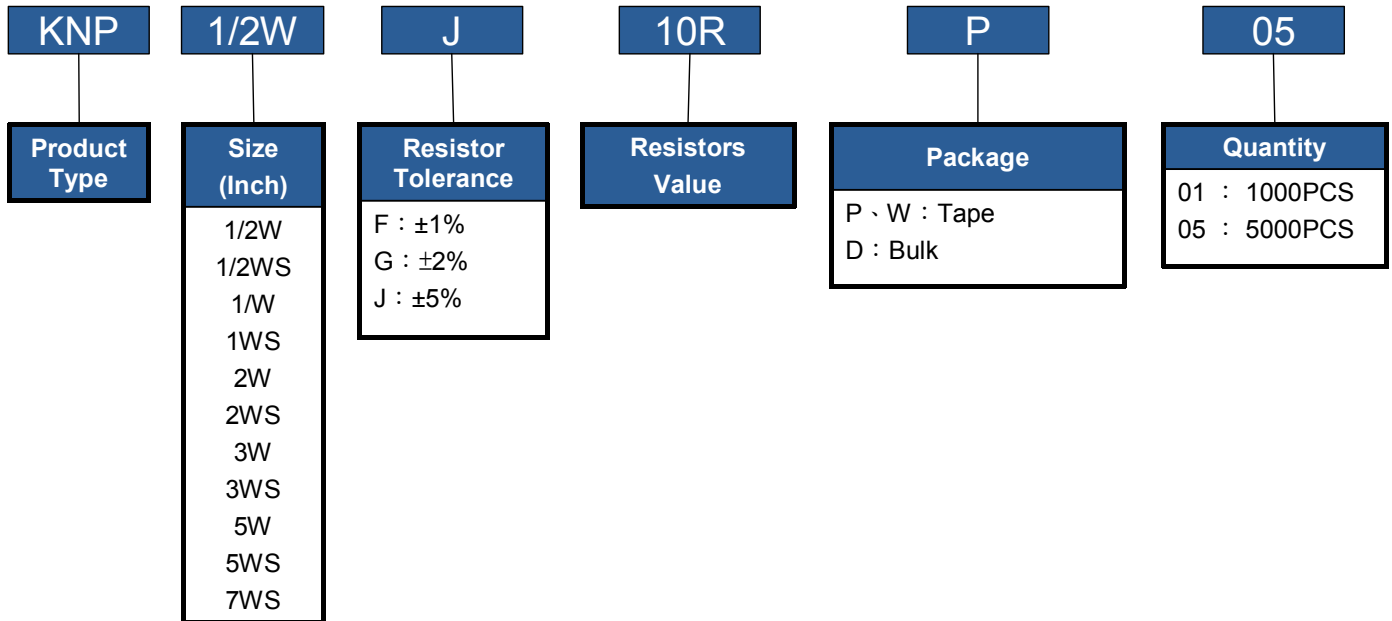 KNP
1/2W
J
10R
P
05
Product
Type
Size
(Inch)
1/2W
1/2WS
1/W
1WS
2W
2WS
3W
3WS
5W
5WS
7WS
Resistor
Tolerance
F：±1%
G：±2%
J：±5%
Resistors
Value
Package
P、W：Tape
D：Bulk
Quantity
01 ： 1000PCS
05 ： 5000PCS